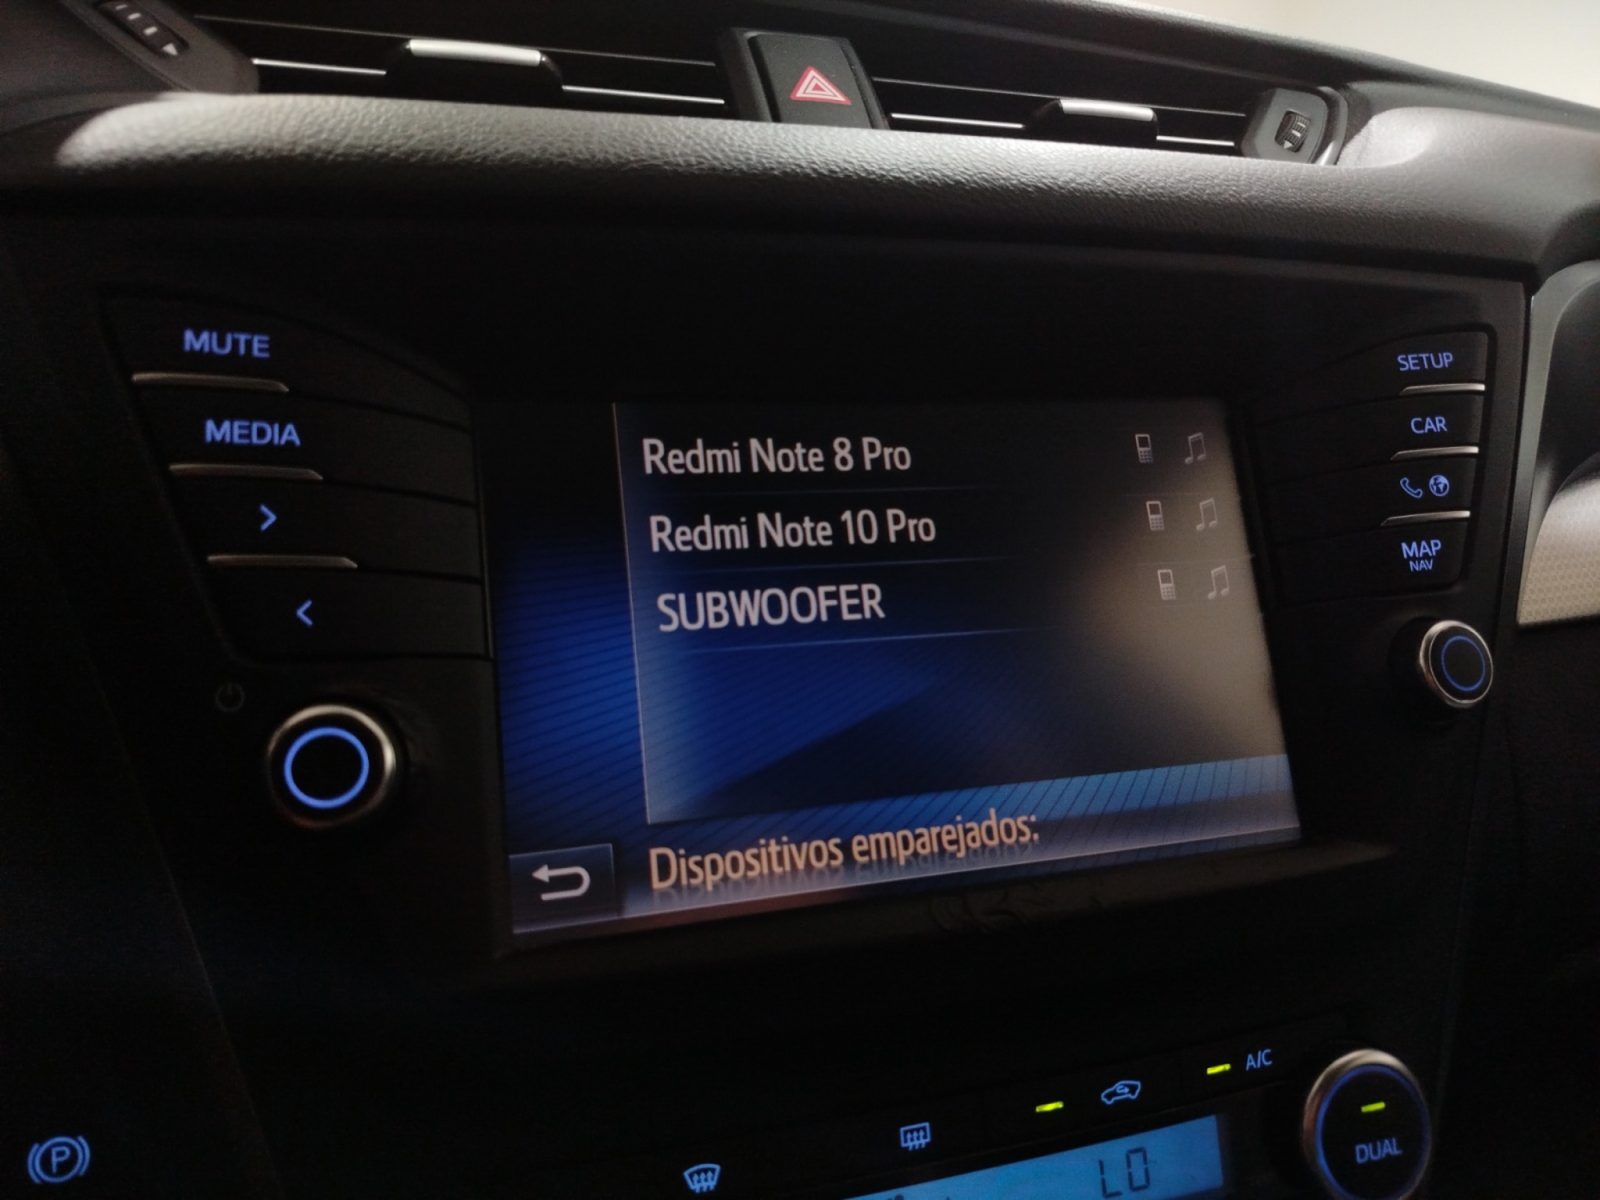 MUTE
MEDIA
>
<
Redmi Note 8 Pro
Redmi Note 10 Pro
SUBWOOFER
Dispositivos emparejados:
SETUP
CAR
MAP
NAV
A/C
DUAL
LO
P